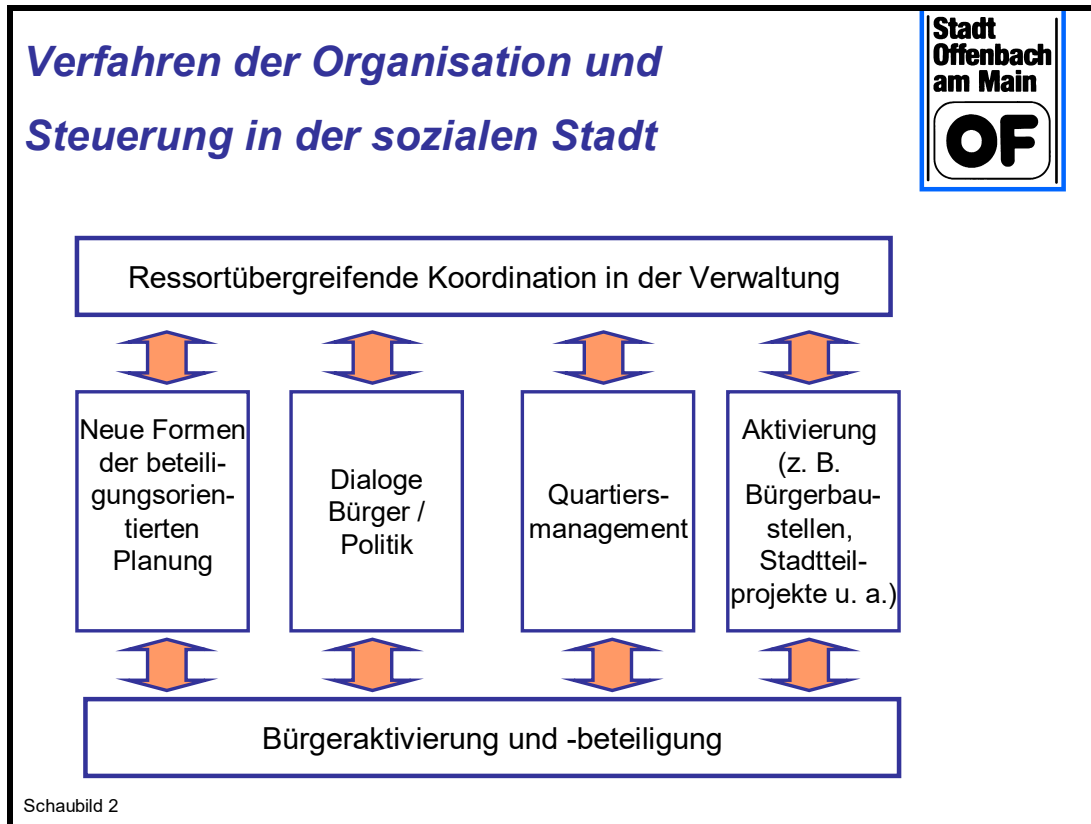 Verfahren der Organisation und
Steuerung in der sozialen Stadt
Stadt
Offenbach
am Main
OF
Ressortübergreifende Koordination in der Verwaltung
Neue Formen
der beteili-
gungsorien-
tierten
Planung
Dialoge
Bürger /
Politik
Quartiers-
management
Aktivierung
(z. B.
Bürgerbau-
stellen,
Stadtteil-
projekte u. a.)
Bürgeraktivierung und -beteiligung
Schaubild 2